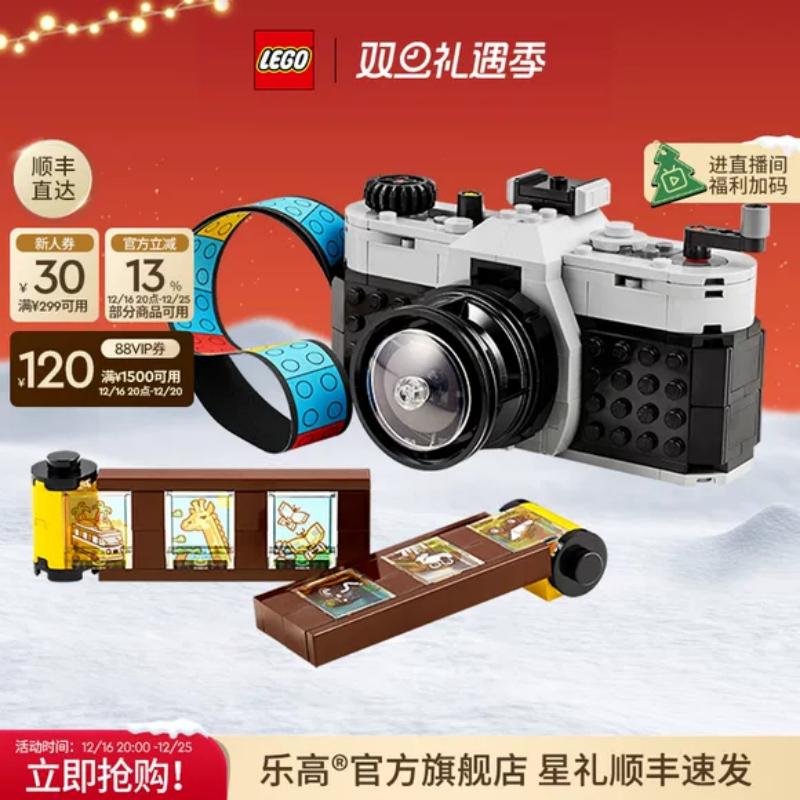 LEGO
双旦礼遇季
顺丰
直达
进直播间
福利加码
新人券
¥30
满¥299可用
官方立减
13%
12/16 20点-12/25
部分商品可用
¥120
88VIP券
满¥1500可用
12/16 20点-12/20
活动时间：12/16 20:00 -12/25
立即抢购!
乐高®官方旗舰店 星礼顺丰速发